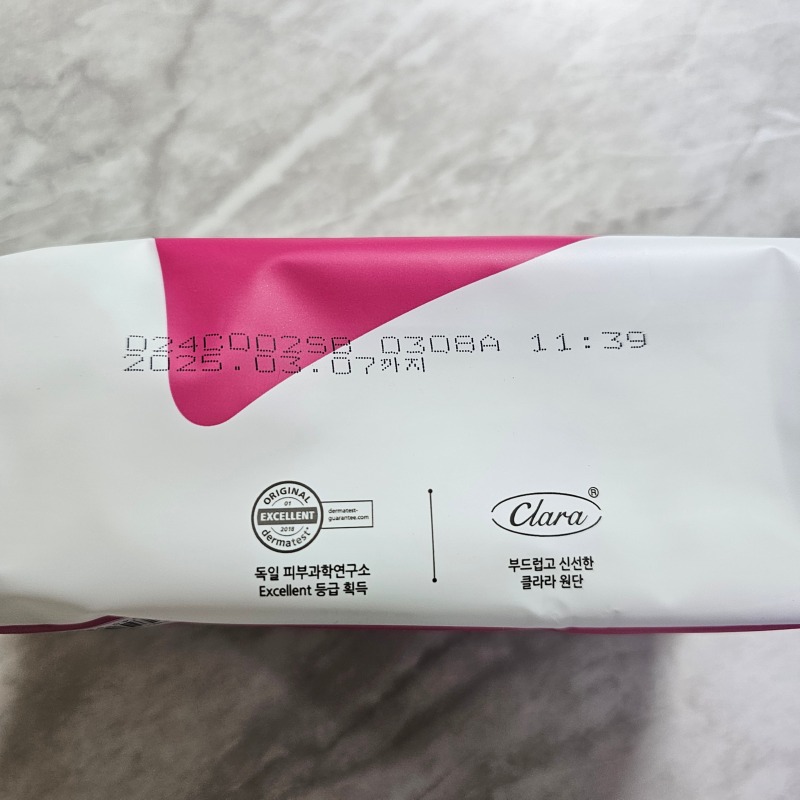 024C002SB 0308A 11:39
2025.03.07까지
ORIGINAL
01
EXCELLENT
2018
dermatest®
dermatest-
guarantee.com
독일 피부과학연구소
Excellent 등급 획득
Clara®
부드럽고 신선한
클라라 원단